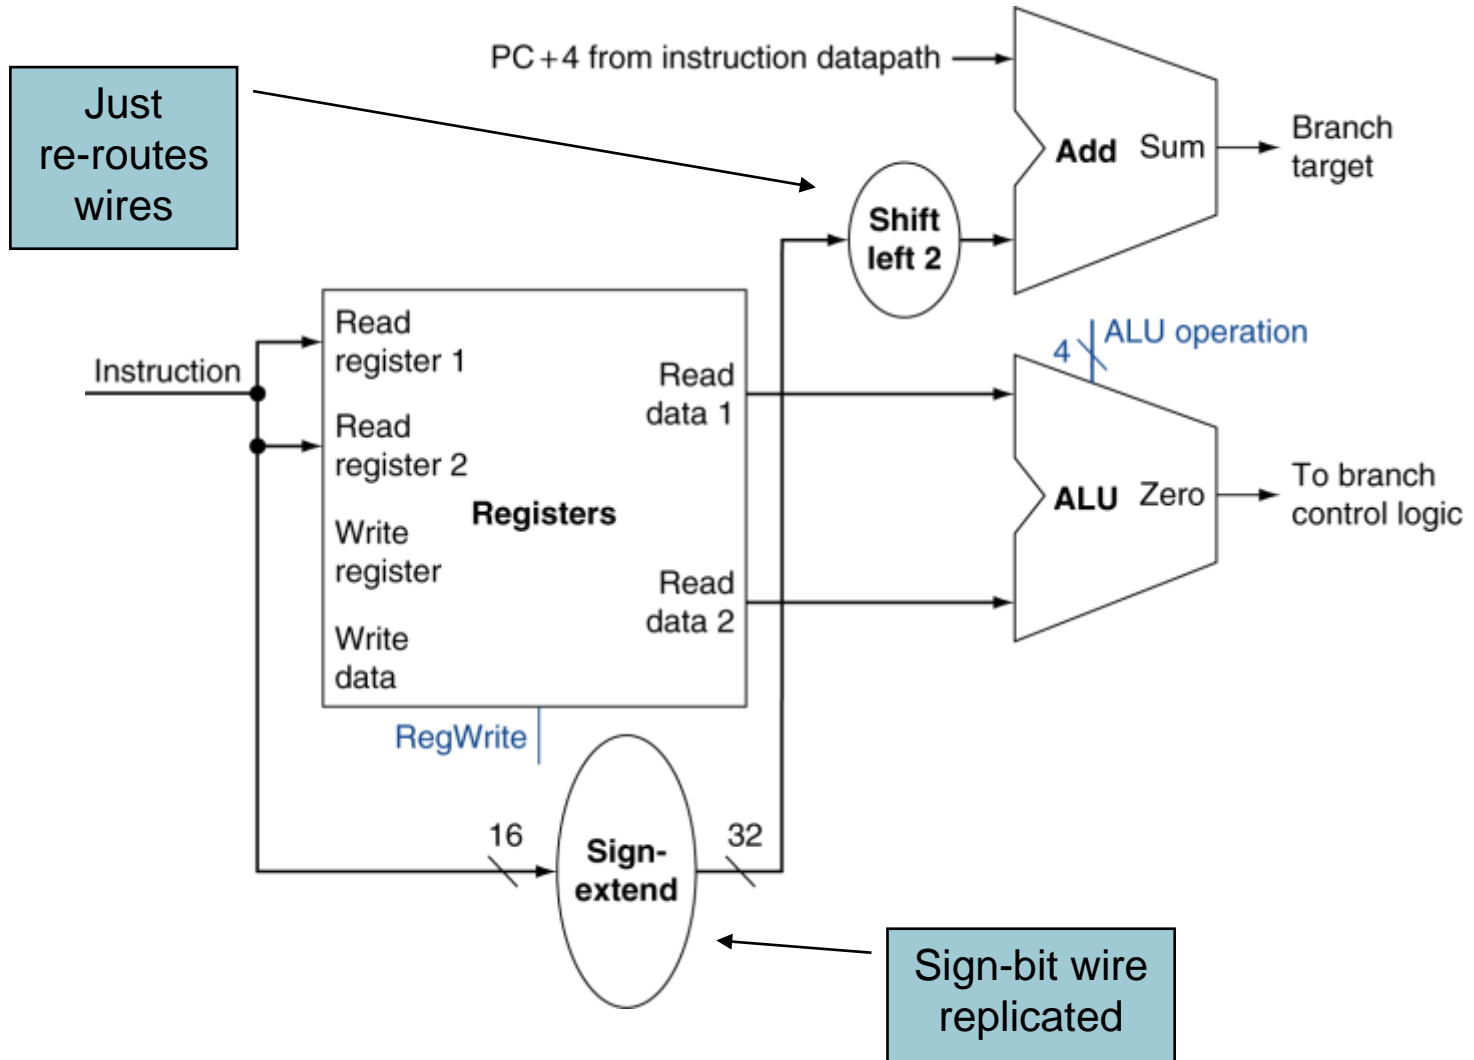 PC+4 from instruction datapath
Just
re-routes
wires
Add
Sum
Branch
target
Shift
left 2
Read
register 1
Instruction
Read
data 1
ALU operation
4
Read
register 2
Registers
ALU
Zero
To branch
control logic
Write
register
Read
data 2
Write
data
RegWrite
16
32
Sign-
extend
Sign-bit wire
replicated